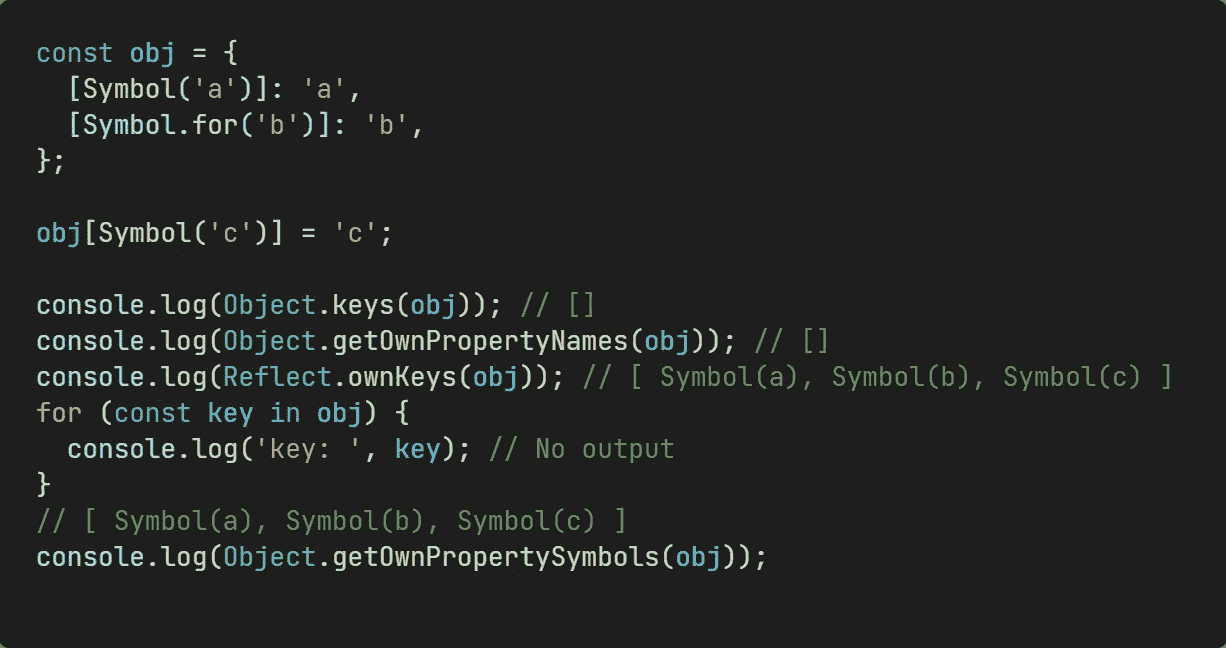 const obj = {
  [Symbol('a')]: 'a',
  [Symbol.for('b')]: 'b',
};

obj[Symbol('c')] = 'c';

console.log(Object.keys(obj)); // []
console.log(Object.getOwnPropertyNames(obj)); // []
console.log(Reflect.ownKeys(obj)); // [ Symbol(a), Symbol(b), Symbol(c) ]
for (const key in obj) {
  console.log('key: ', key); // No output
}
// [ Symbol(a), Symbol(b), Symbol(c) ]
console.log(Object.getOwnPropertySymbols(obj));